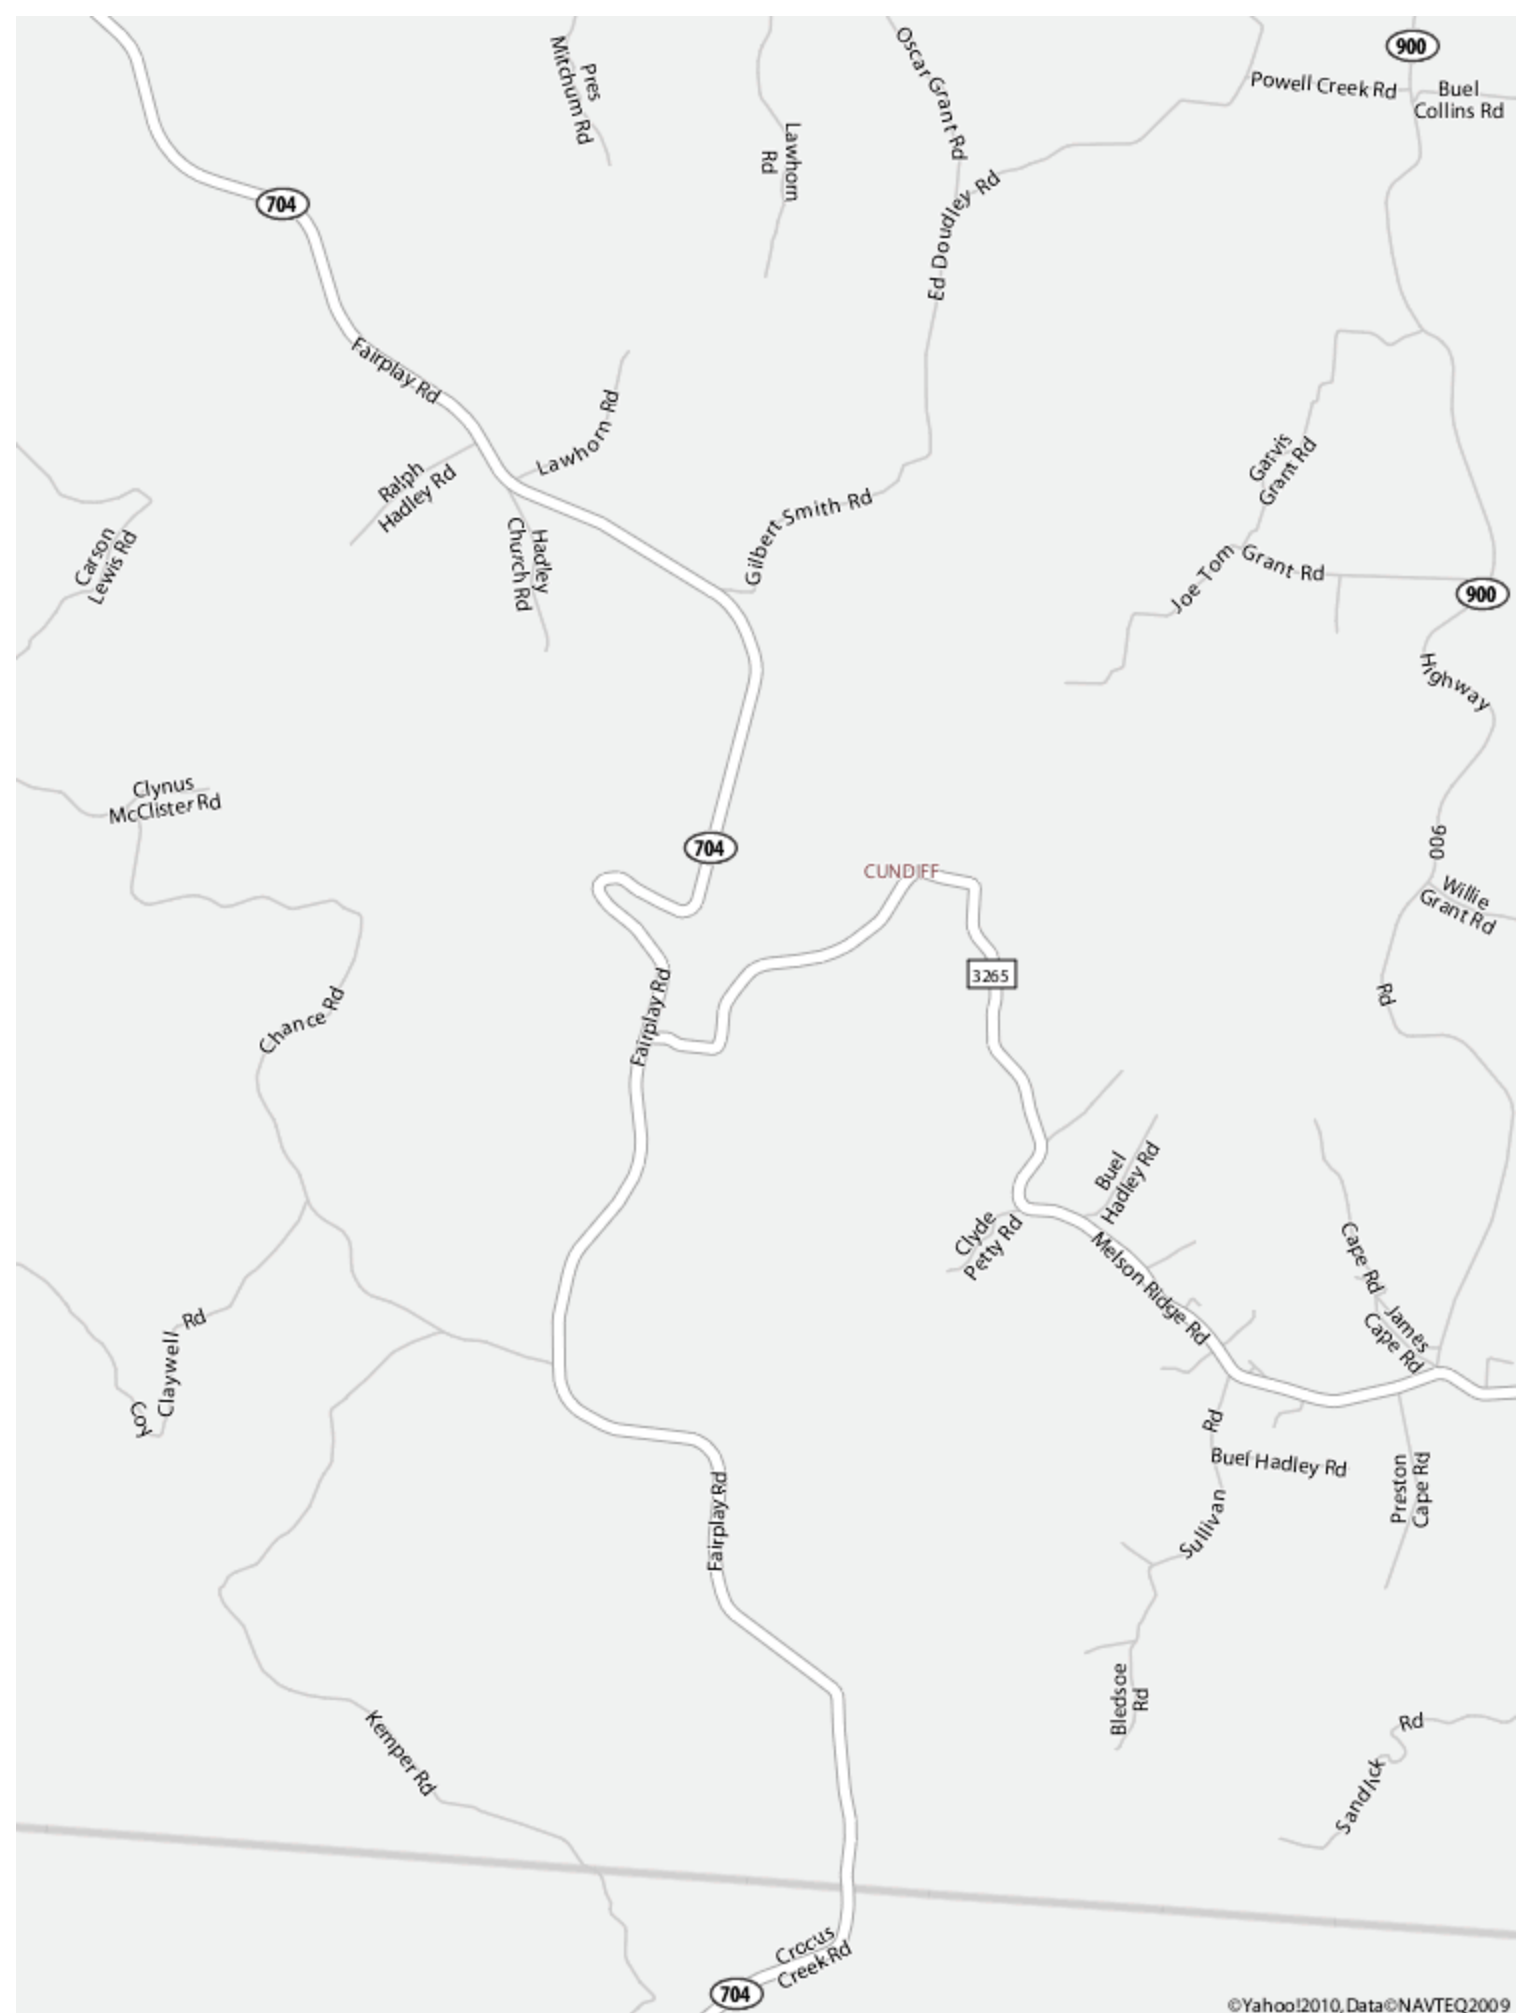 900
Powell Creek Rd
Buel
Collins Rd
Pres
Mitchum Rd
Lawhorn
Rd
Oscar Grant Rd
Ed Doudley Rd
704
Fairplay Rd
Lawhorn Rd
Ralph
Hadley Rd
Hadley
Church Rd
Gilbert Smith Rd
Garvis
Grant Rd
Joe Tom Grant Rd
900
Carson
Lewis Rd
Highway 900 Rd
Clynus
McClister Rd
704
CUNDIFF
Willie
Grant Rd
3265
Fairplay Rd
Chance Rd
Buel
Hadley Rd
Clyde
Petty Rd
Melson Ridge Rd
Cape Rd
James
Cape Rd
Coy Claywell Rd
Sullivan Rd
Buel Hadley Rd
Preston
Cape Rd
Fairplay Rd
Bledsoe
Rd
Kemper Rd
Sandlick Rd
Crocus
Creek Rd
704
©Yahoo!2010, Data©NAVTEQ2009